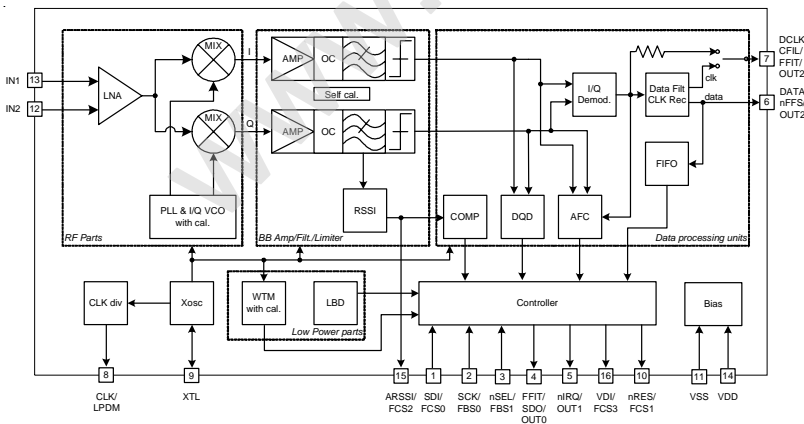 DCLK
CFIL/
FFIT/
OUT2
7
MIX
I
AMP
OC
clk
IN1
13
LNA
Self cal.
I/Q
Demod.
Data Filt
CLK Rec
DATA
nFFS/
OUT2
6
data
IN2
12
MIX
Q
AMP
OC
FIFO
PLL & I/Q VCO
with cal.
RSSI
COMP
DQD
AFC
RF Parts
BB Amp/Filt./Limiter
Data processing units
CLK div
Xosc
WTM
with cal.
LBD
Controller
Bias
Low Power parts
8
9
15
1
2
3
4
5
16
10
11
14
CLK/
LPDM
XTL
ARSSI/
FCS2
SDI/
FCS0
SCK/
FBS0
nSEL/
FBS1
FFIT/
SDO/
OUT0
nIRQ/
OUT1
VDI/
FCS3
nRES/
FCS1
VSS
VDD